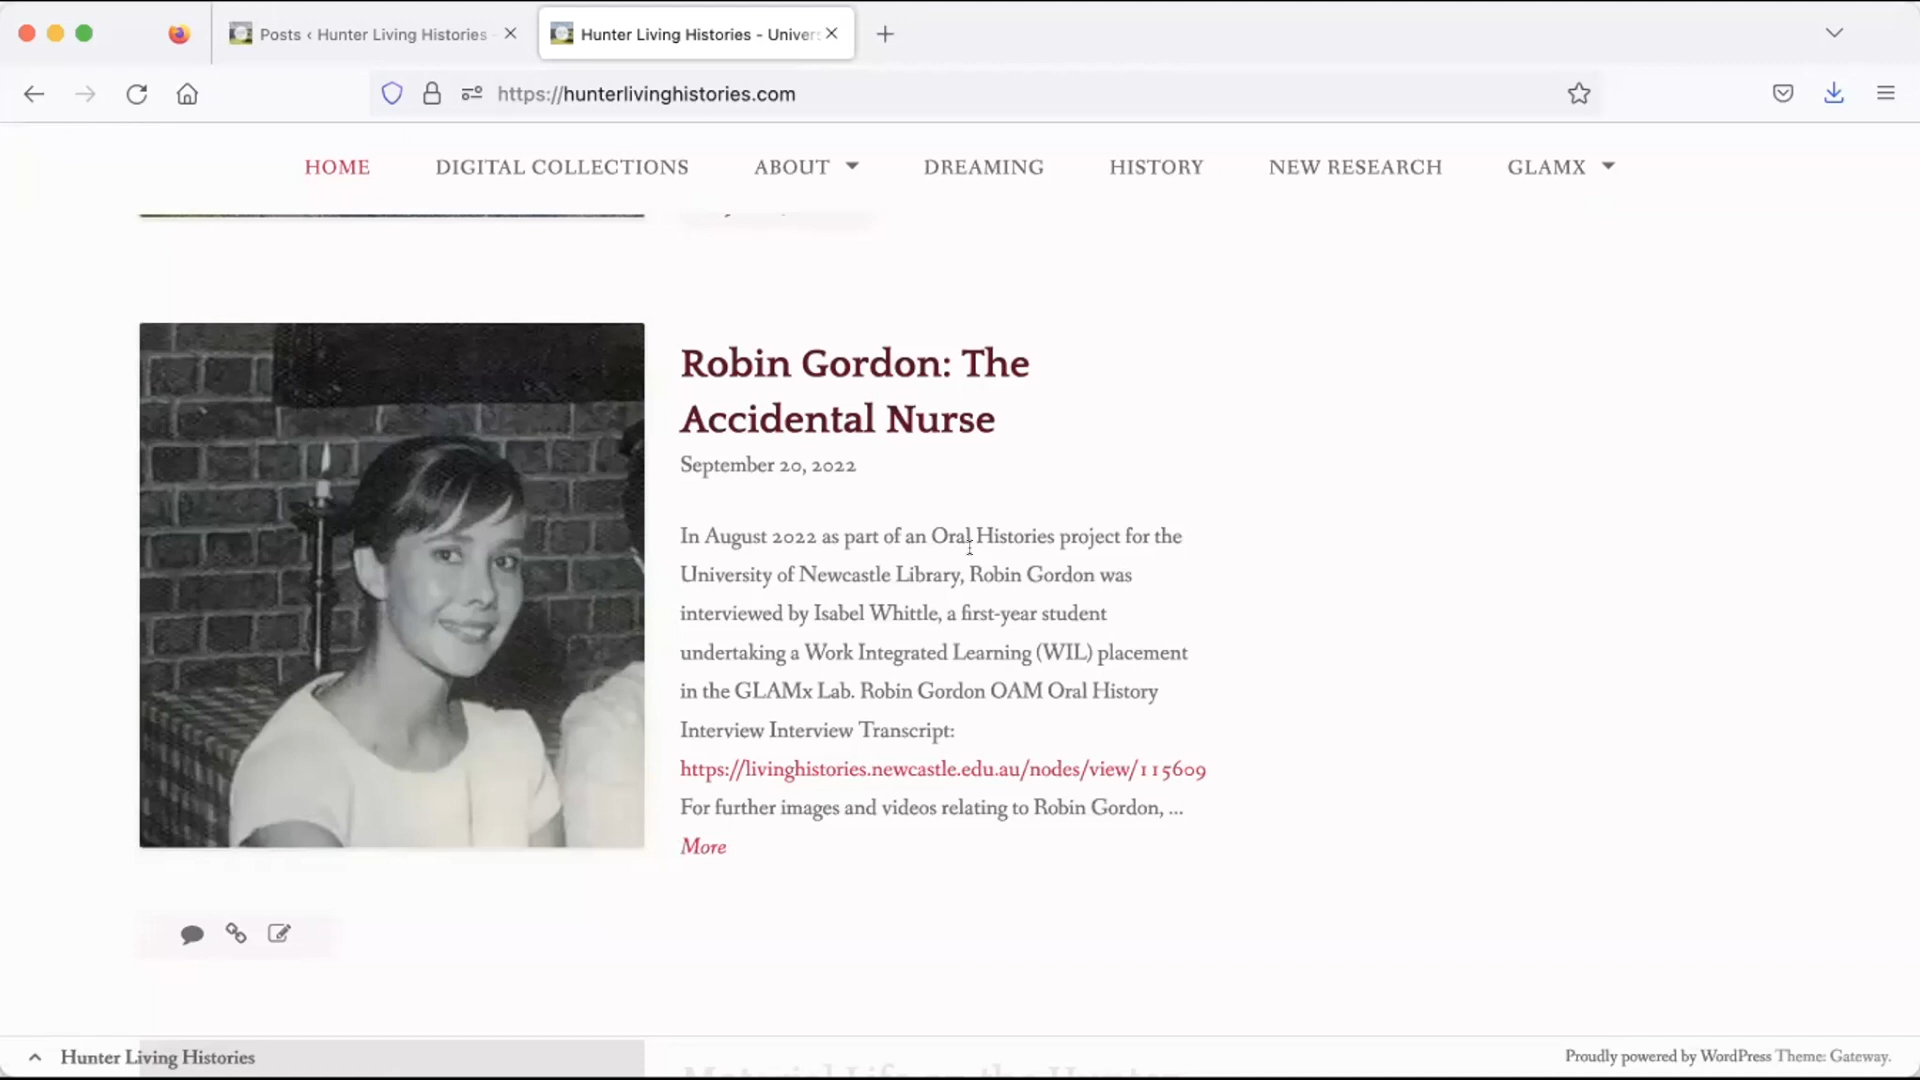 Posts ‹ Hunter Living Histories
Hunter Living Histories - Univer
https://hunterlivinghistories.com
HOME DIGITAL COLLECTIONS ABOUT DREAMING HISTORY NEW RESEARCH GLAMX
Robin Gordon: The
Accidental Nurse
September 20, 2022
In August 2022 as part of an Oral Histories project for the
University of Newcastle Library, Robin Gordon was
interviewed by Isabel Whittle, a first-year student
undertaking a Work Integrated Learning (WIL) placement
in the GLAMx Lab. Robin Gordon OAM Oral History
Interview Interview Transcript:
https://livinghistories.newcastle.edu.au/nodes/view/115609
For further images and videos relating to Robin Gordon, ...
More
Hunter Living Histories
Proudly powered by WordPress Theme: Gateway.